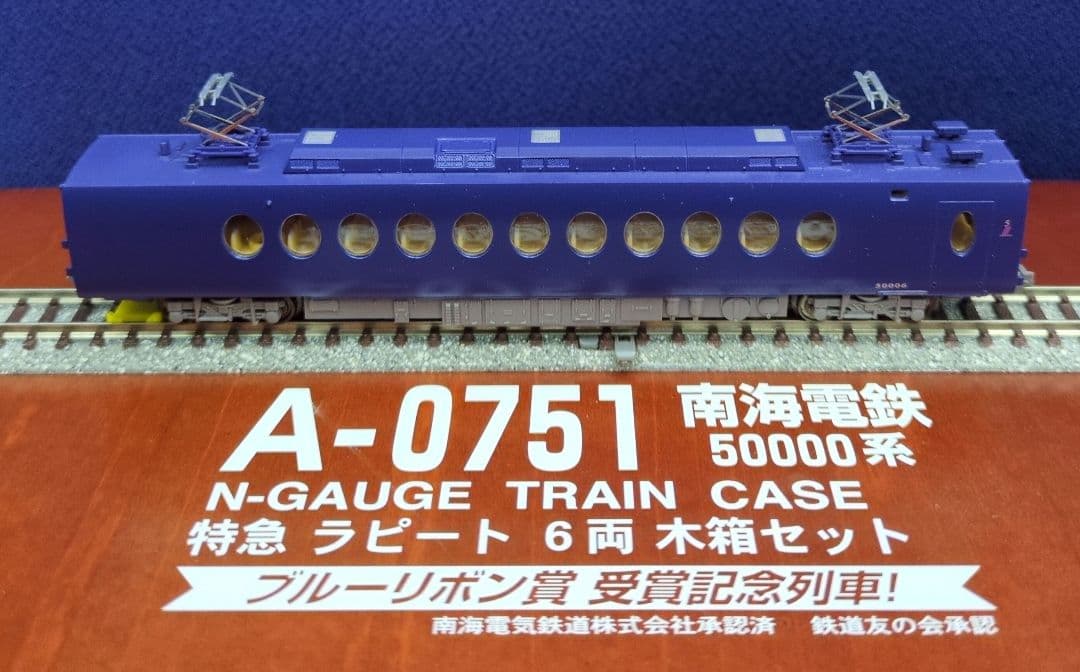 50006
A-0751 南海電鉄
50000系
N-GAUGE TRAIN CASE
特急 ラピート 6両 木箱セット
ブルーリボン賞 受賞記念列車!
南海電気鉄道株式会社承認済 鉄道友の会承認